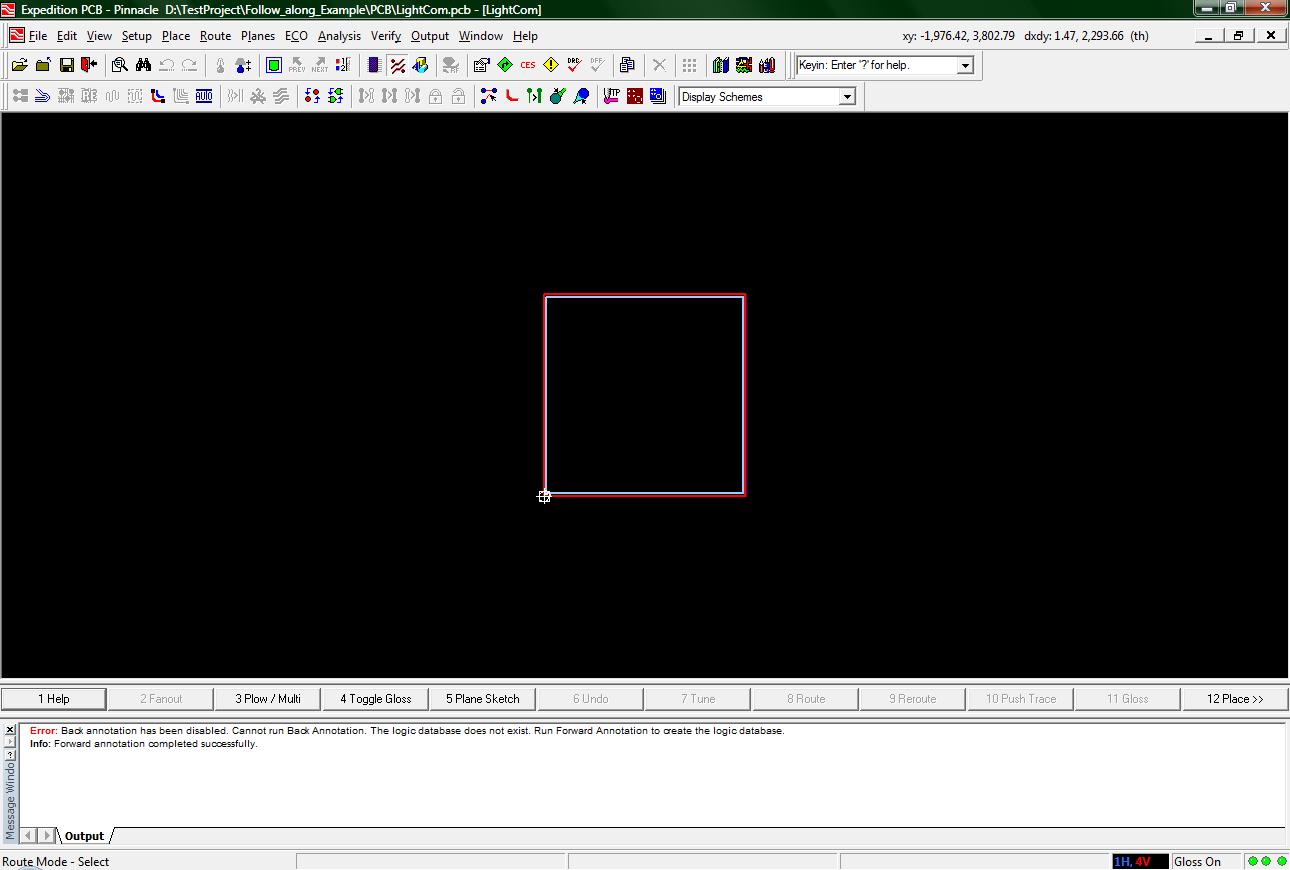 Expedition PCB - Pinnacle  D:\TestProject\Follow_along_Example\PCB\LightCom.pcb - [LightCom]
File Edit View Setup Place Route Planes ECO Analysis Verify Output Window Help xy: -1,976.42, 3,802.79 dxdy: 1.47, 2,293.66 (th)
PREV NEXT CES DRC DFF Keyin: Enter '?' for help.
AUTO TP Display Schemes
1 Help 2 Fanout 3 Plow / Multi 4 Toggle Gloss 5 Plane Sketch 6 Undo 7 Tune 8 Route 9 Reroute 10 Push Trace 11 Gloss 12 Place >>
Error: Back annotation has been disabled. Cannot run Back Annotation. The logic database does not exist. Run Forward Annotation to create the logic database.
Info: Forward annotation completed successfully.
Message Windo
Output
Route Mode - Select 1H, 4V Gloss On